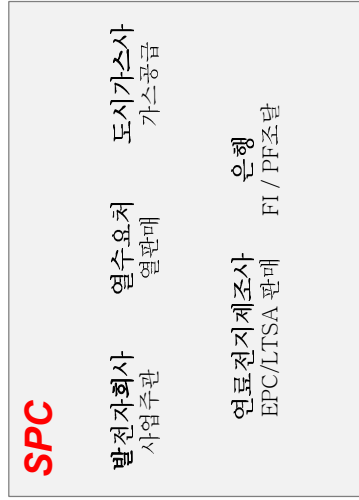 SPC
발전자회사
사업주관
열수요처
열판매
도시가스사
가스공급
연료전지제조사
EPC/LTSA 판매
은행
FI / PF조달